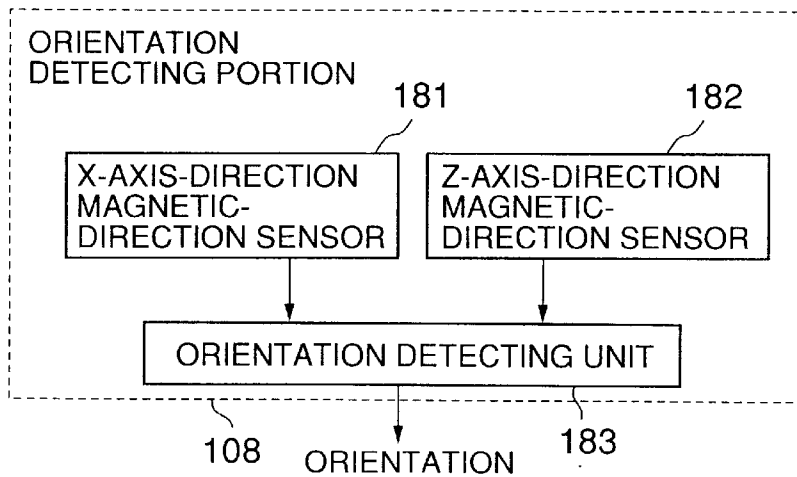 ORIENTATION
DETECTING PORTION
181
182
X-AXIS-DIRECTION
MAGNETIC-
DIRECTION SENSOR
Z-AXIS-DIRECTION
MAGNETIC-
DIRECTION SENSOR
ORIENTATION DETECTING UNIT
108
183
ORIENTATION